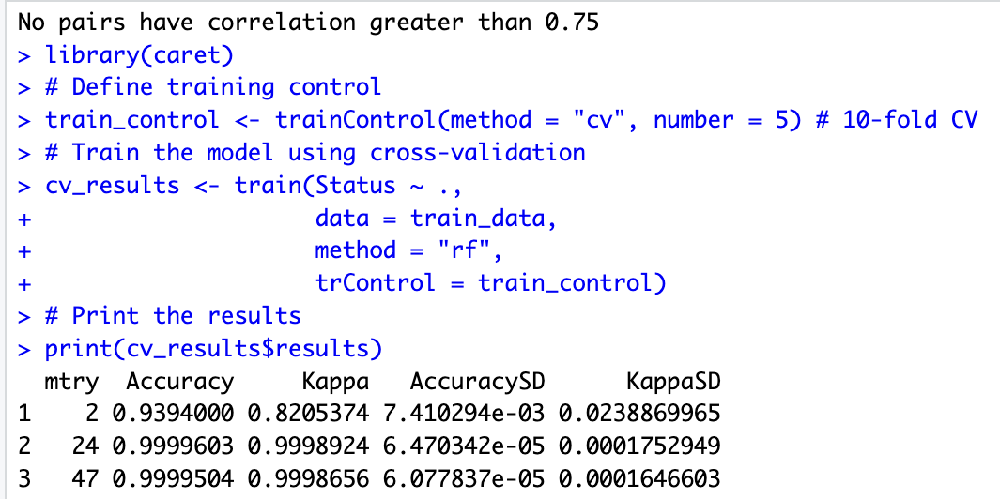 No pairs have correlation greater than 0.75
> library(caret)
> # Define training control
> train_control <- trainControl(method = "cv", number = 5) # 10-fold CV
> # Train the model using cross-validation
> cv_results <- train(Status ~ .,
+                     data = train_data,
+                     method = "rf",
+                     trControl = train_control)
> # Print the results
> print(cv_results$results)
  mtry  Accuracy     Kappa   AccuracySD      KappaSD
1    2 0.9394000 0.8205374 7.410294e-03 0.0238869965
2   24 0.9999603 0.9998924 6.470342e-05 0.0001752949
3   47 0.9999504 0.9998656 6.077837e-05 0.0001646603